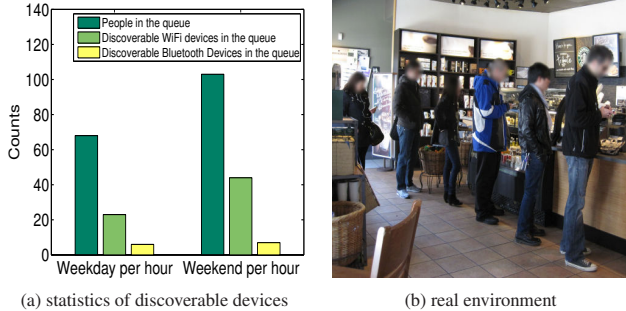 140
120
100
80
60
40
20
0
Counts
People in the queue
Discoverable WiFi devices in the queue
Discoverable Bluetooth Devices in the queue
Weekday per hour Weekend per hour
(a) statistics of discoverable devices
(b) real environment